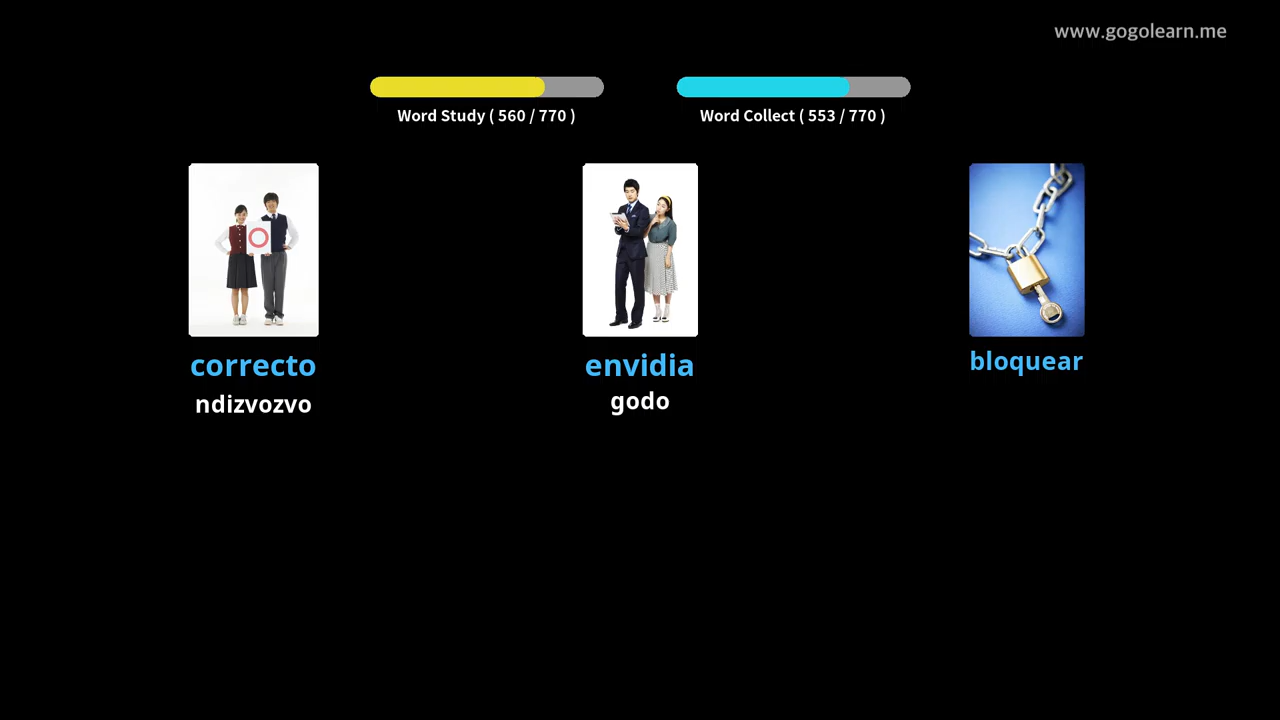 www.gogolearn.me
Word Study ( 560 / 770 )
Word Collect ( 553 / 770 )
correcto
ndizvozvo
envidia
godo
bloquear